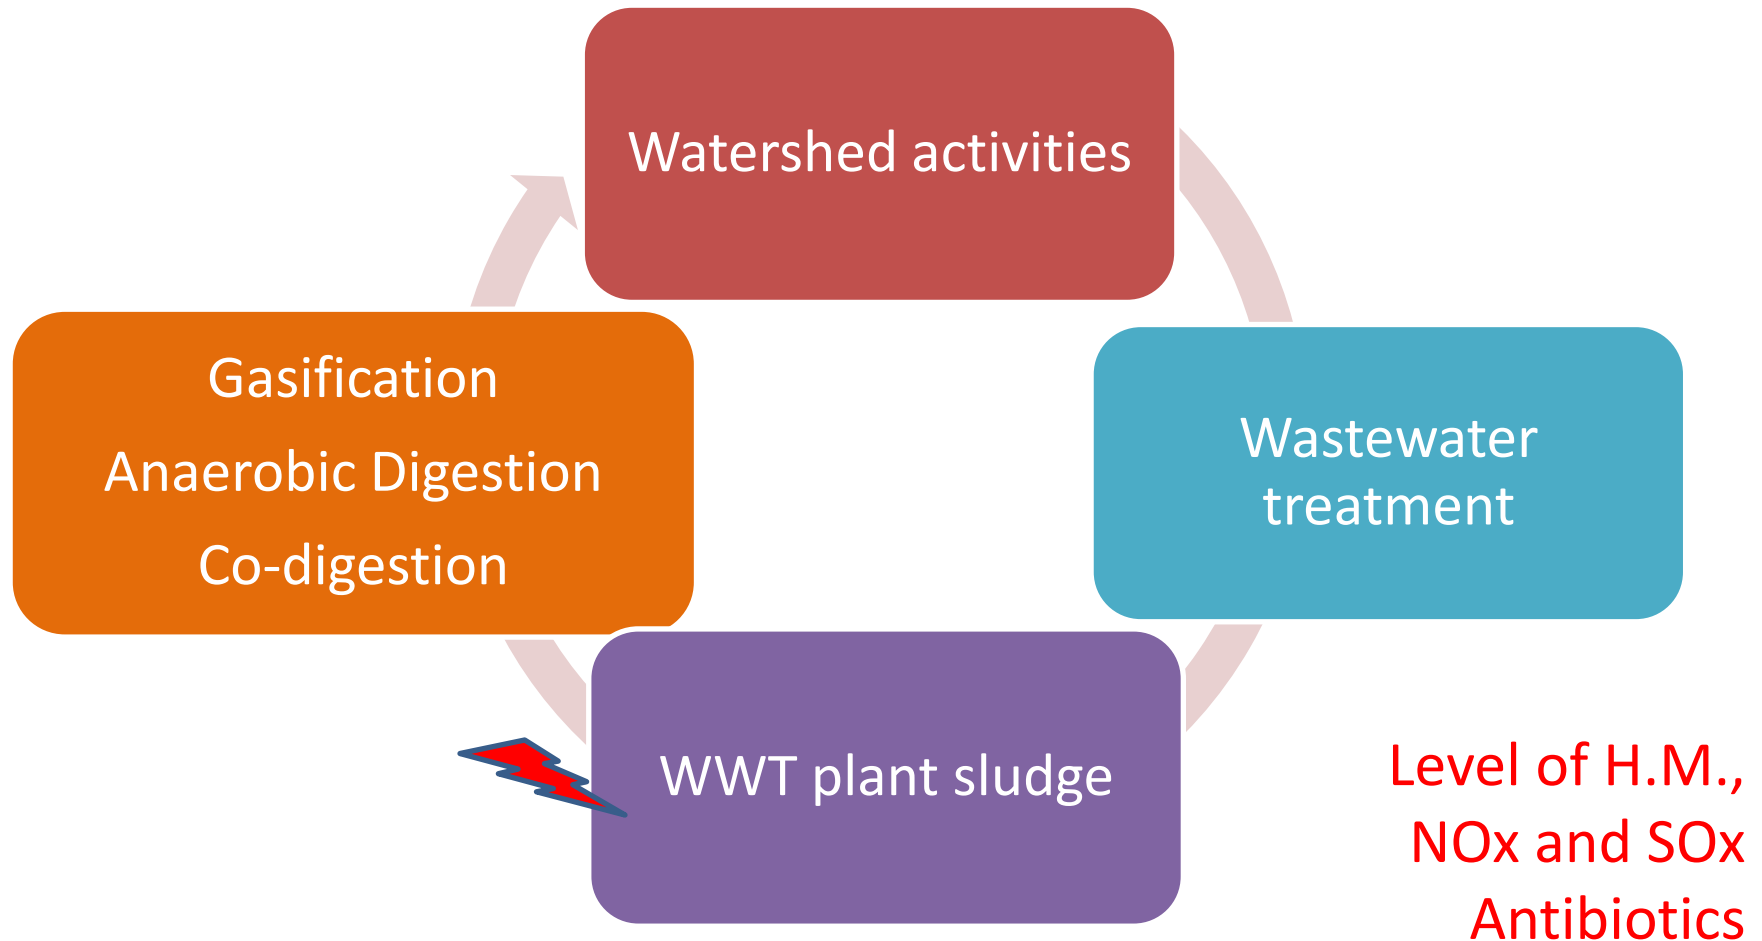 Watershed activities
Gasification
Anaerobic Digestion
Co-digestion
Wastewater
treatment
WWT plant sludge
Level of H.M.,
NOx and SOx
Antibiotics